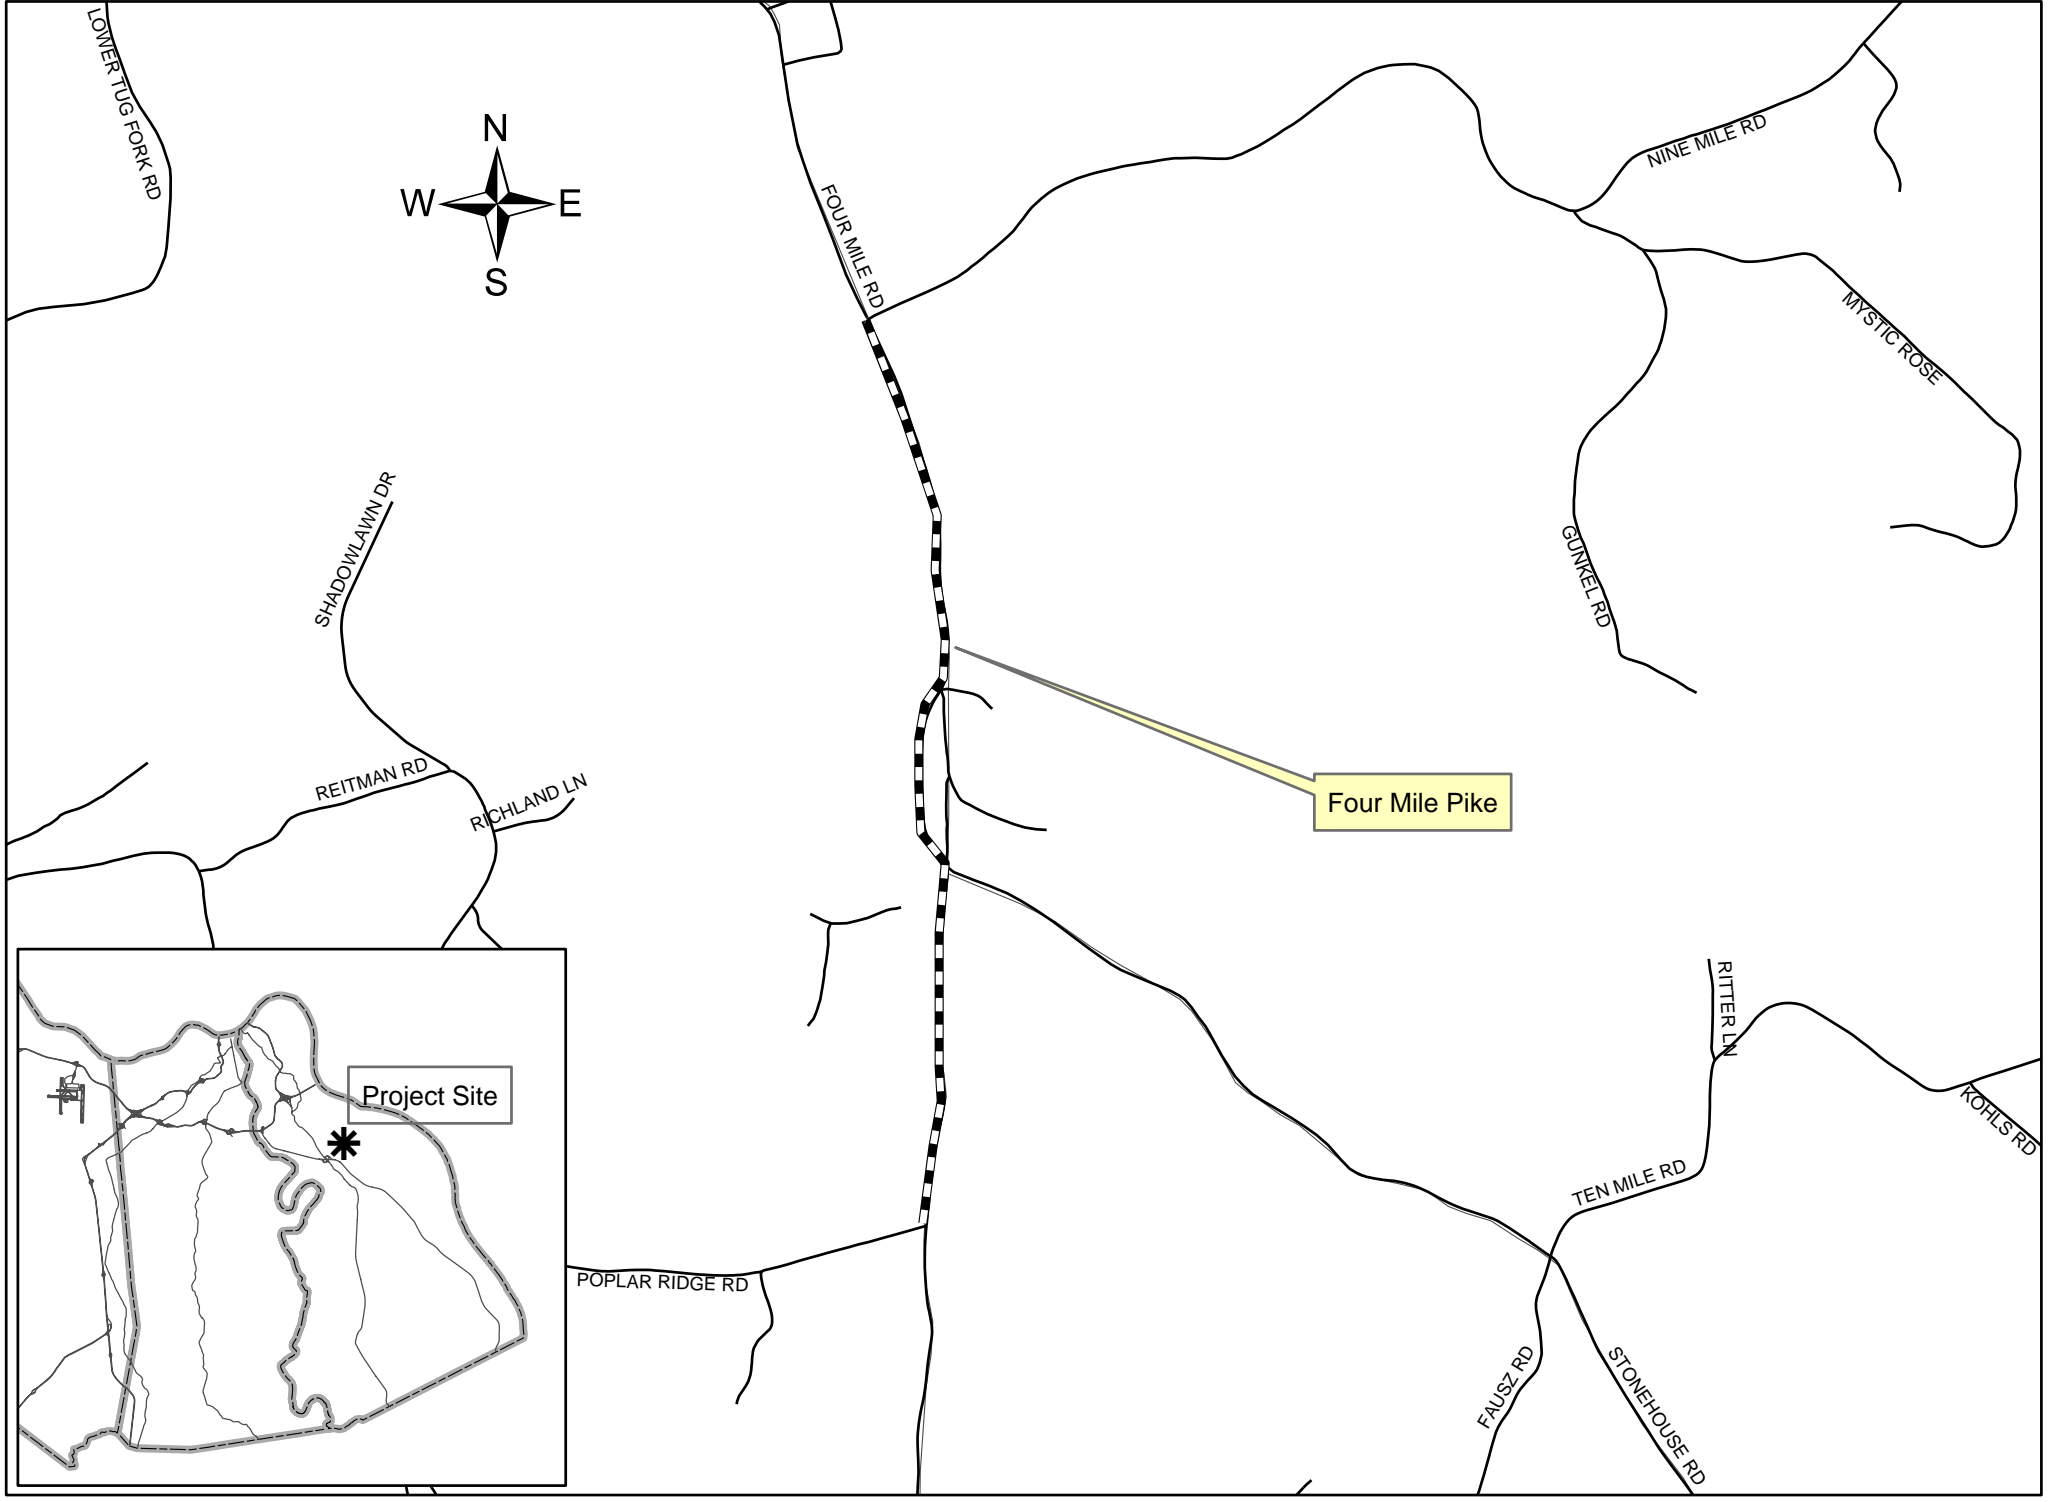 LOWER TUG FORK RD
N
W
E
S
FOUR MILE RD
NINE MILE RD
MYSTIC ROSE
SHADOWLAWN DR
GUNKEL RD
REITMAN RD
RICHLAND LN
Four Mile Pike
RITTER LN
Project Site
KOHLS RD
TEN MILE RD
POPLAR RIDGE RD
FAUSZ RD
STONEHOUSE RD